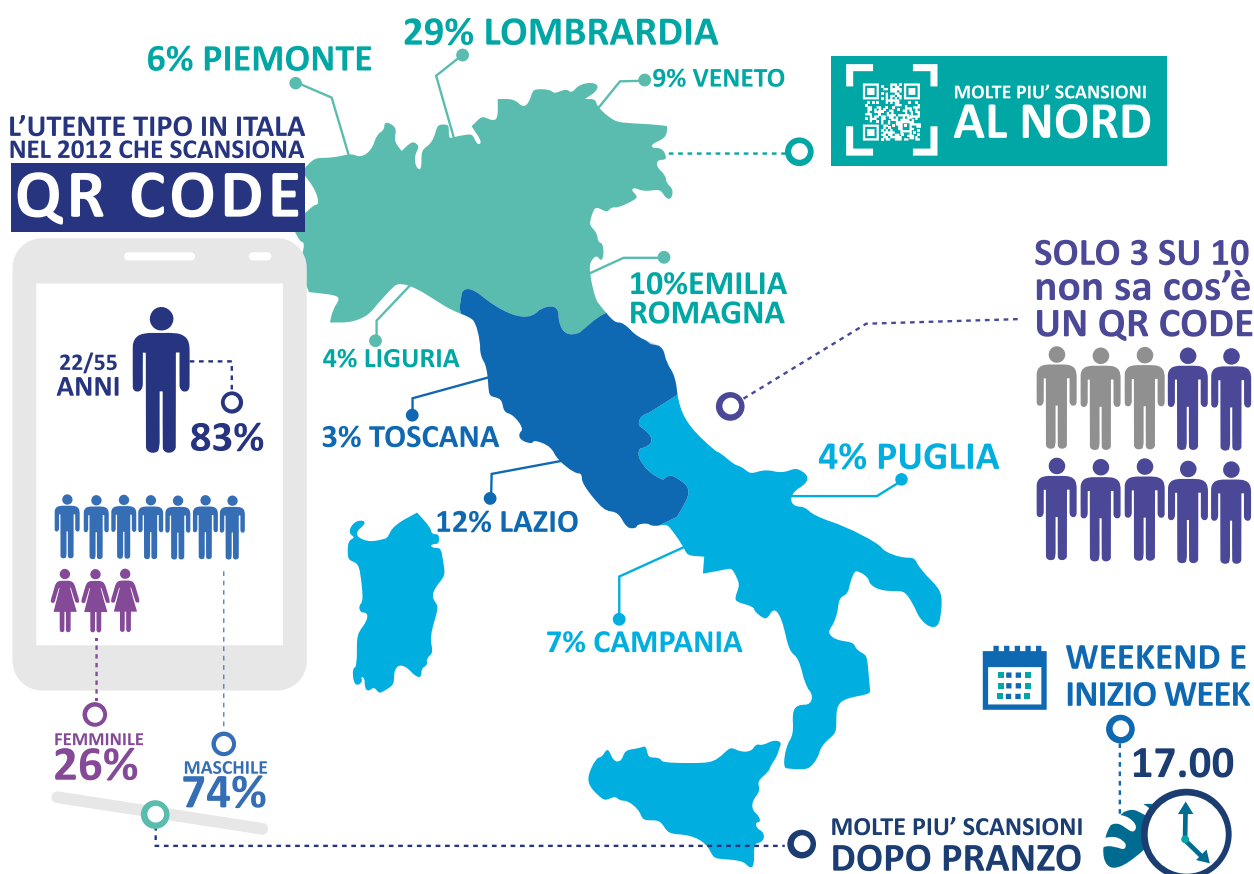 6% PIEMONTE
29% LOMBRARDIA
9% VENETO
MOLTE PIU' SCANSIONI
AL NORD
L'UTENTE TIPO IN ITALA
NEL 2012 CHE SCANSIONA
QR CODE
22/55
ANNI
83%
FEMMINILE
26%
MASCHILE
74%
10%EMILIA
ROMAGNA
4% LIGURIA
3% TOSCANA
12% LAZIO
4% PUGLIA
7% CAMPANIA
SOLO 3 SU 10
non sa cos'è
UN QR CODE
WEEKEND E
INIZIO WEEK
17.00
MOLTE PIU' SCANSIONI
DOPO PRANZO